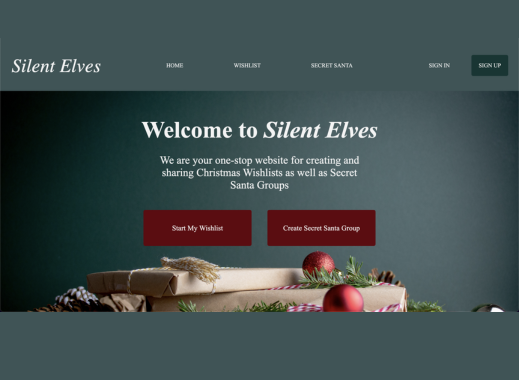 Silent Elves
HOME
WISHLIST
SECRET SANTA
SIGN IN
SIGN UP
Welcome to Silent Elves
We are your one-stop website for creating and
sharing Christmas Wishlists as well as Secret
Santa Groups
Start My Wishlist
Create Secret Santa Group